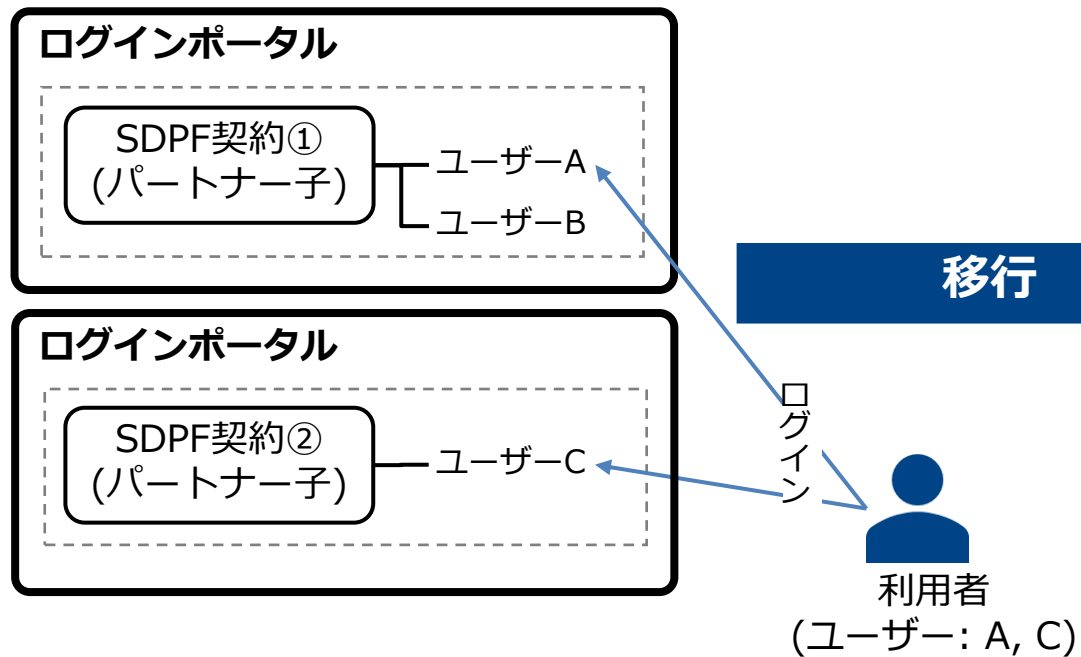 ログインポータル
SDPF契約①
(パートナー子)
ユーザーA
ユーザーB
移行
ログインポータル
SDPF契約②
(パートナー子)
ユーザーC
ログイン
利用者
(ユーザー: A, C)